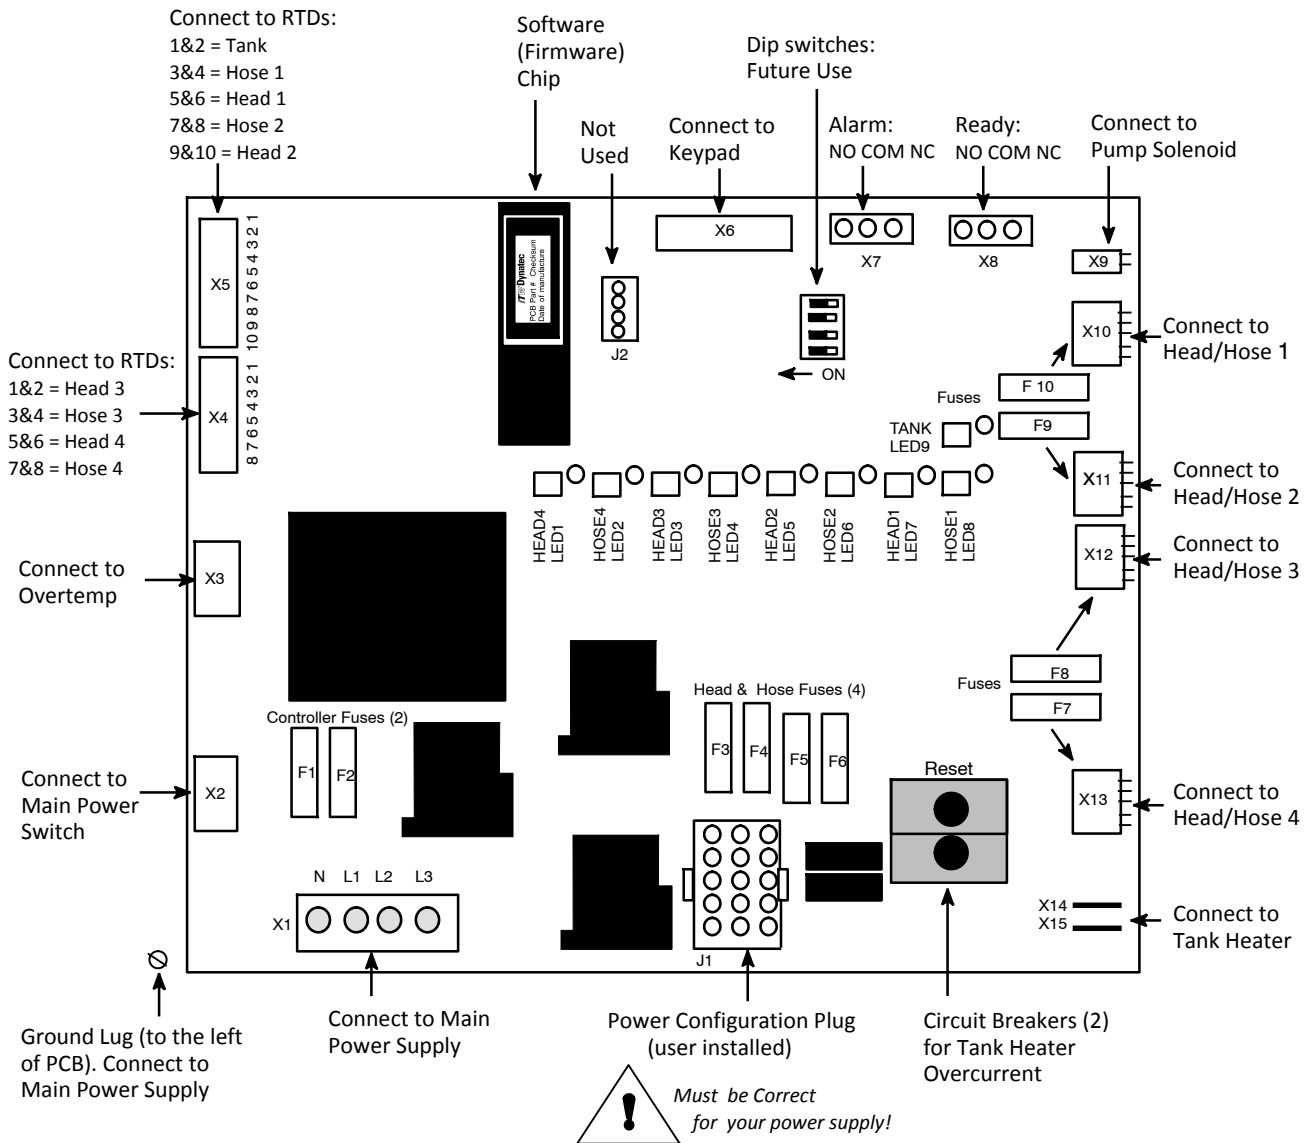 Connect to RTDs:
1&2 = Tank
3&4 = Hose 1
5&6 = Head 1
7&8 = Hose 2
9&10 = Head 2
Software
(Firmware)
Chip
Not
Used
Connect to
Keypad
Dip switches:
Future Use
Alarm:
NO COM NC
Ready:
NO COM NC
Connect to
Pump Solenoid
X5
10 9 8 7 6 5 4 3 2 1
ITW Dynatec
PCB Part # Checksum
Date of manufacture
J2
X6
X7
X8
X9
ON
X10
Connect to
Head/Hose 1
Connect to RTDs:
1&2 = Head 3
3&4 = Hose 3
5&6 = Head 4
7&8 = Hose 4
X4
8 7 6 5 4 3 2 1
Fuses
F 10
F9
TANK
LED9
X11
Connect to
Head/Hose 2
HEAD4
LED1
HOSE4
LED2
HEAD3
LED3
HOSE3
LED4
HEAD2
LED5
HOSE2
LED6
HEAD1
LED7
HOSE1
LED8
X12
Connect to
Head/Hose 3
Connect to
Overtemp
X3
Fuses
F8
F7
Controller Fuses (2)
F1
F2
Head & Hose Fuses (4)
F3
F4
F5
F6
Reset
Connect to
Main Power
Switch
X2
X13
Connect to
Head/Hose 4
N L1 L2 L3
X1
J1
X14
X15
Connect to
Tank Heater
Ground Lug (to the left
of PCB). Connect to
Main Power Supply
Connect to Main
Power Supply
Power Configuration Plug
(user installed)
Circuit Breakers (2)
for Tank Heater
Overcurrent
!
Must be Correct
for your power supply!